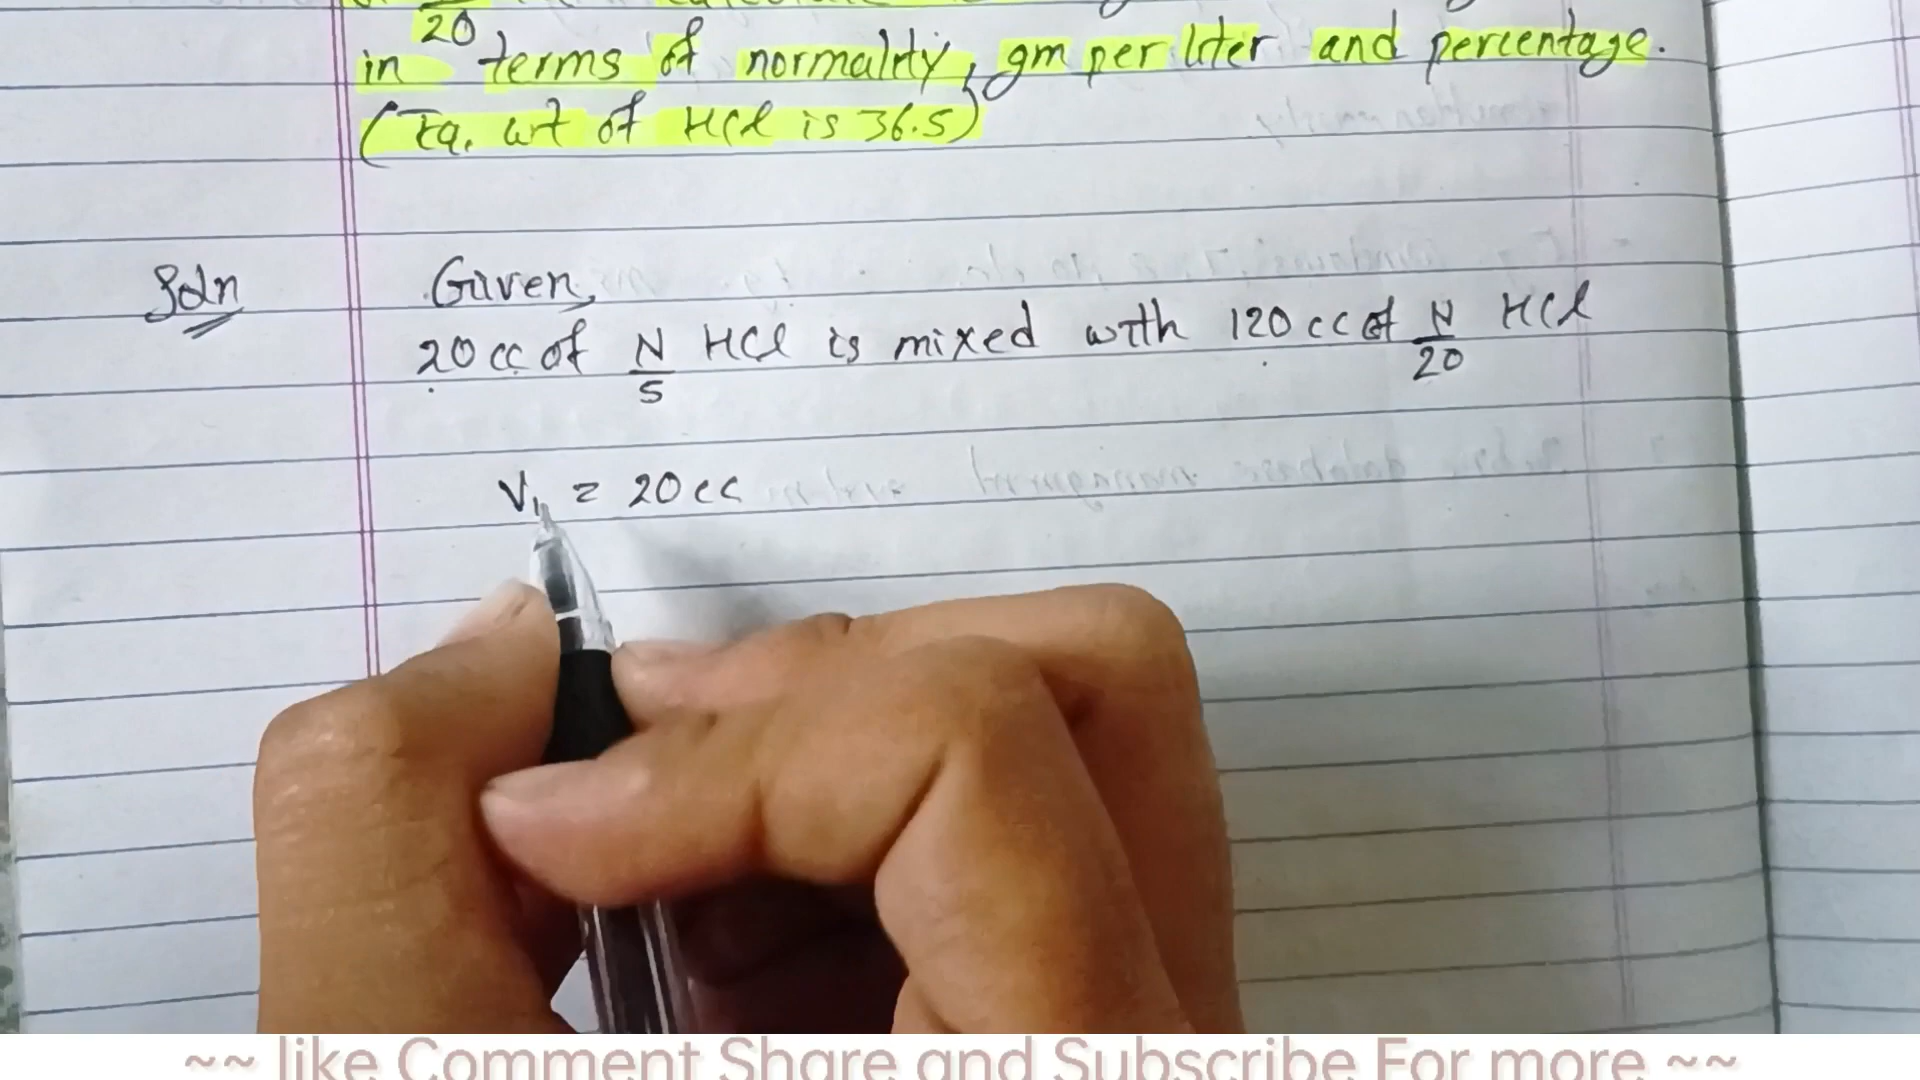 20
in terms of normality, gm per liter and percentage.
(Eq. wt of HCl is 36.5)
Soln
Given,
20 cc of N/5 HCl is mixed with 120 cc of N/20 HCl
V1 = 20 cc
~~ like Comment Share and Subscribe For more ~~